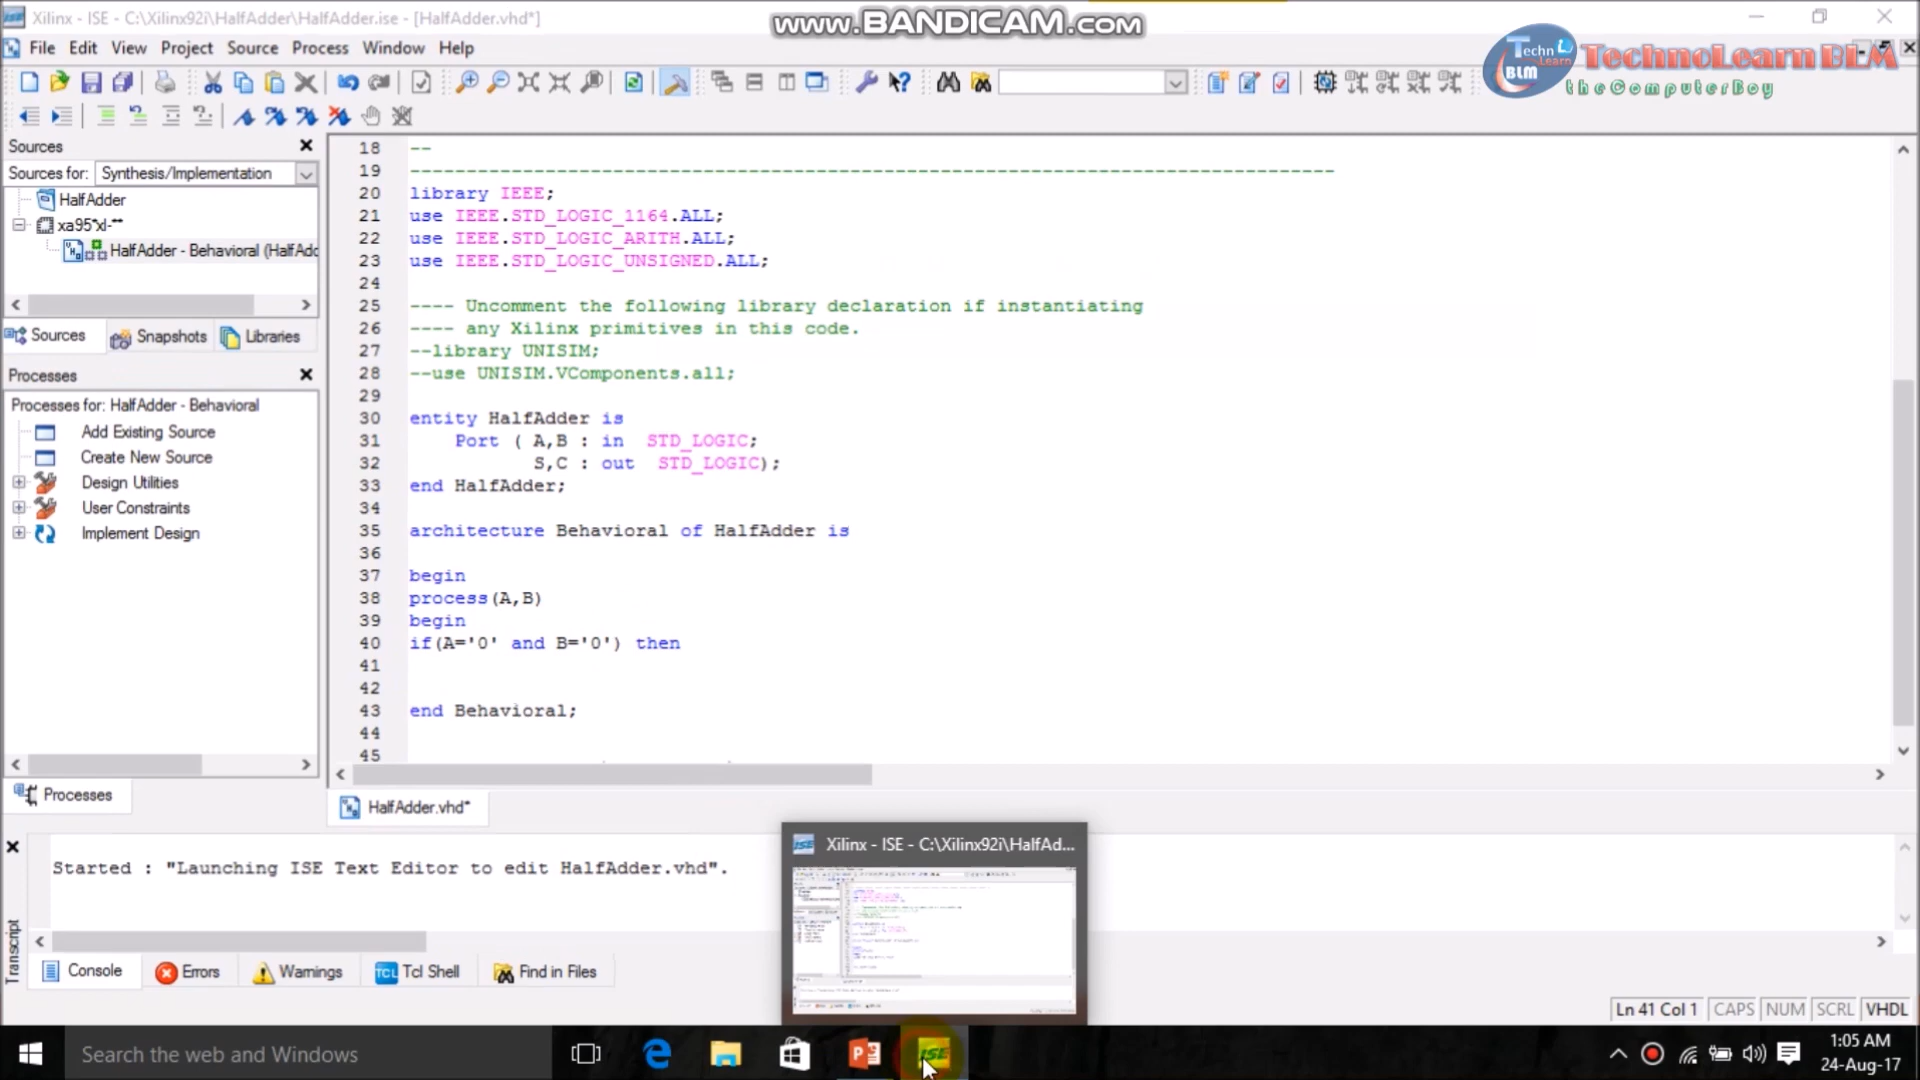 Xilinx - ISE - C:\Xilinx92i\HalfAdder\HalfAdder.ise - [HalfAdder.vhd*]
www.BANDICAM.com
File Edit View Project Source Process Window Help
Techn Learn BLM
TechnoLearn BLM
theComputerBoy
Sources
Sources for: Synthesis/Implementation
HalfAdder
xa95*xl-**
HalfAdder - Behavioral (HalfAdd
Sources Snapshots Libraries
Processes
Processes for: HalfAdder - Behavioral
Add Existing Source
Create New Source
Design Utilities
User Constraints
Implement Design
Processes
18 --
19 ----------------------------------------------------------------------------------
20 library IEEE;
21 use IEEE.STD_LOGIC_1164.ALL;
22 use IEEE.STD_LOGIC_ARITH.ALL;
23 use IEEE.STD_LOGIC_UNSIGNED.ALL;
24
25 ---- Uncomment the following library declaration if instantiating
26 ---- any Xilinx primitives in this code.
27 --library UNISIM;
28 --use UNISIM.VComponents.all;
29
30 entity HalfAdder is
31     Port ( A,B : in  STD_LOGIC;
32            S,C : out  STD_LOGIC);
33 end HalfAdder;
34
35 architecture Behavioral of HalfAdder is
36
37 begin
38 process(A,B)
39 begin
40 if(A='0' and B='0') then
41
42
43 end Behavioral;
44
45
HalfAdder.vhd*
Xilinx - ISE - C:\Xilinx92i\HalfAd...
Started : "Launching ISE Text Editor to edit HalfAdder.vhd".
Transcript
Console Errors Warnings TCL Tcl Shell Find in Files
Ln 41 Col 1 CAPS NUM SCRL VHDL
Search the web and Windows
ISE
1:05 AM
24-Aug-17